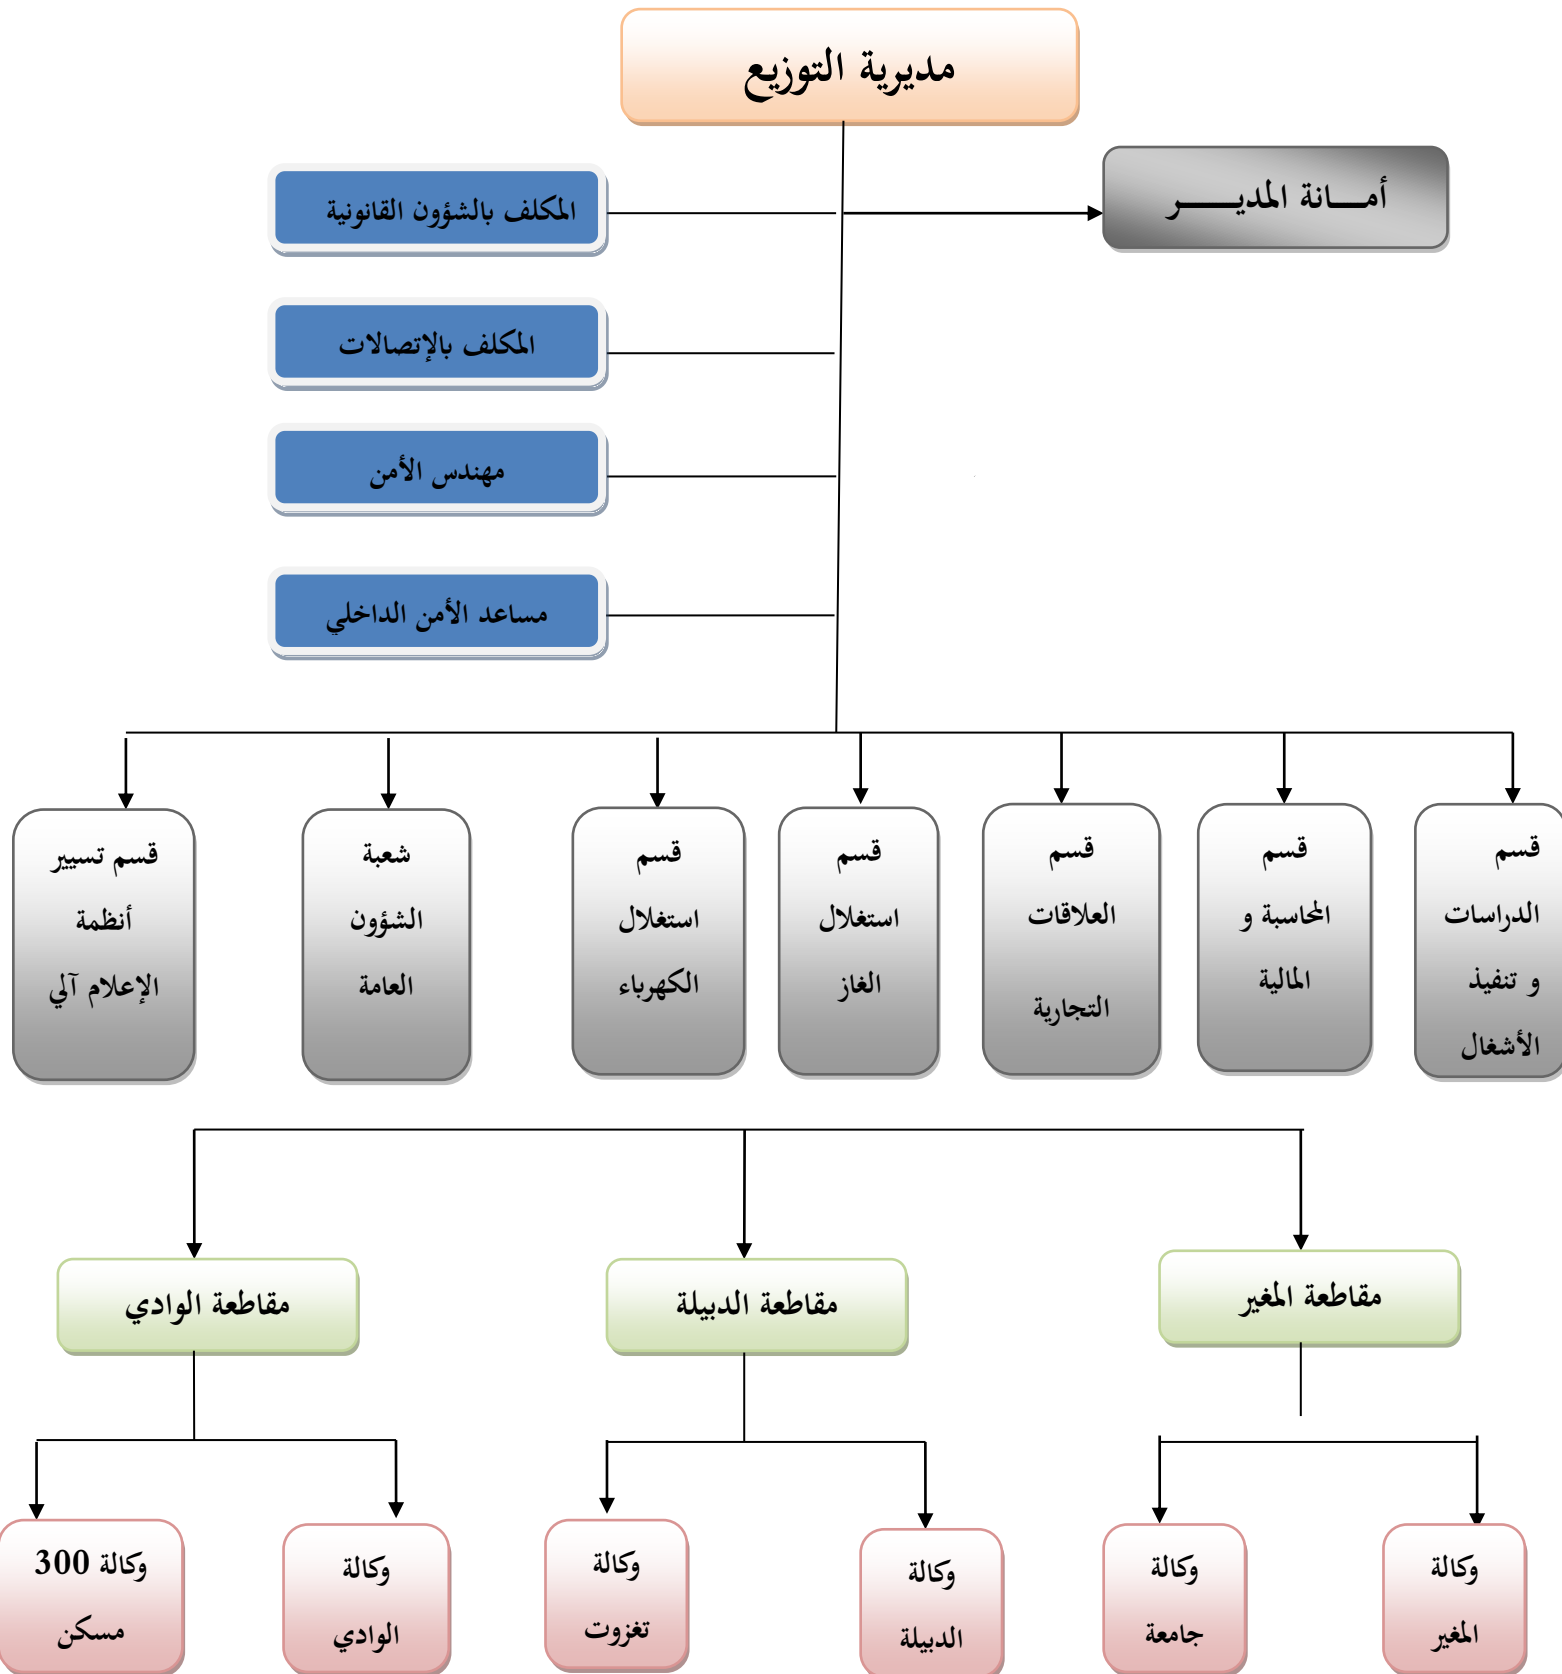 مديرية التوزيع
أمـــانة المديـــــر
المكلف بالشؤون القانونية
المكلف بالإتصالات
مهندس الأمن
مساعد الأمن الداخلي
قسم
الدراسات
و تنفيذ
الأشغال
قسم
المحاسبة و
المالية
قسم
العلاقات
التجارية
قسم
استغلال
الغاز
قسم
استغلال
الكهرباء
شعبة
الشؤون
العامة
قسم تسيير
أنظمة
الإعلام آلي
مقاطعة المغير
مقاطعة الدبيلة
مقاطعة الوادي
وكالة
المغير
وكالة
جامعة
وكالة
الدبيلة
وكالة
تغزوت
وكالة
الوادي
وكالة 300
مسكن